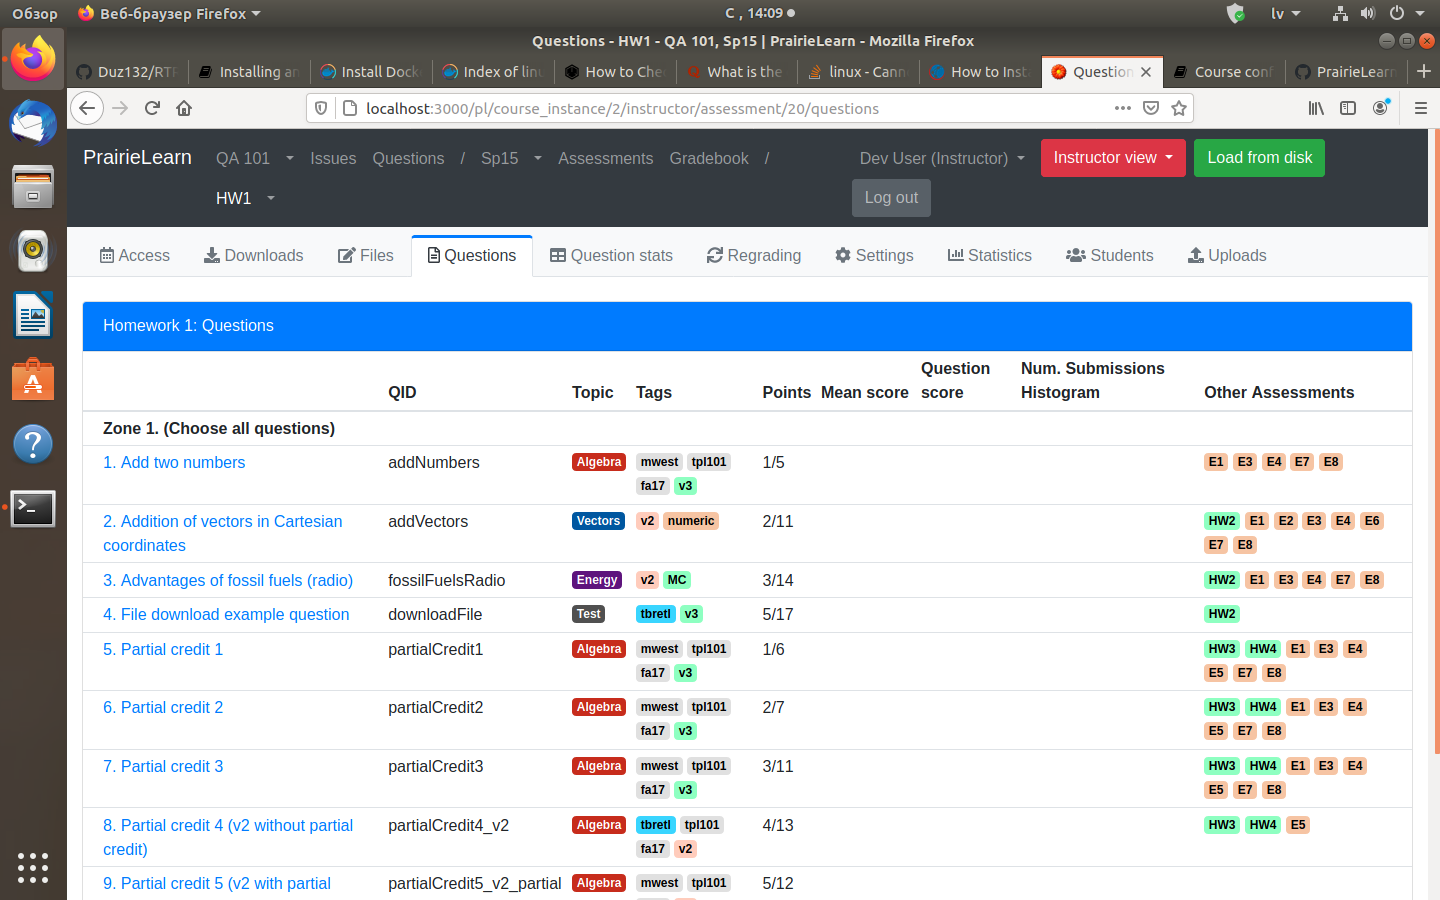 Обзор
Веб-браузер Firefox
С , 14:09
lv
Questions - HW1 - QA 101, Sp15 | PrairieLearn - Mozilla Firefox
Duz132/RTF
Installing an
Install Dock
Index of linu
How to Chec
What is the
linux - Cann
How to Inst
Question
Course conf
PrairieLearn
localhost:3000/pl/course_instance/2/instructor/assessment/20/questions
PrairieLearn QA 101 Issues Questions / Sp15 Assessments Gradebook / Dev User (Instructor) Instructor view Load from disk
HW1 Log out
Access Downloads Files Questions Question stats Regrading Settings Statistics Students Uploads
Homework 1: Questions
QID Topic Tags Points Mean score Question score Num. Submissions Histogram Other Assessments
Zone 1. (Choose all questions)
1. Add two numbers addNumbers Algebra mwest tpl101 1/5 E1 E3 E4 E7 E8
fa17 v3
2. Addition of vectors in Cartesian addVectors Vectors v2 numeric 2/11 HW2 E1 E2 E3 E4 E6
coordinates E7 E8
3. Advantages of fossil fuels (radio) fossilFuelsRadio Energy v2 MC 3/14 HW2 E1 E3 E4 E7 E8
4. File download example question downloadFile Test tbretl v3 5/17 HW2
5. Partial credit 1 partialCredit1 Algebra mwest tpl101 1/6 HW3 HW4 E1 E3 E4
fa17 v3 E5 E7 E8
6. Partial credit 2 partialCredit2 Algebra mwest tpl101 2/7 HW3 HW4 E1 E3 E4
fa17 v3 E5 E7 E8
7. Partial credit 3 partialCredit3 Algebra mwest tpl101 3/11 HW3 HW4 E1 E3 E4
fa17 v3 E5 E7 E8
8. Partial credit 4 (v2 without partial partialCredit4_v2 Algebra tbretl tpl101 4/13 HW3 HW4 E5
credit) fa17 v2
9. Partial credit 5 (v2 with partial partialCredit5_v2_partial Algebra mwest tpl101 5/12